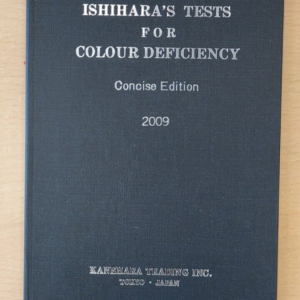 ISHIHARA'S TESTS
FOR
COLOUR DEFICIENCY
Concise Edition
2009
KANEHARA TRADING INC.
TOKYO · JAPAN